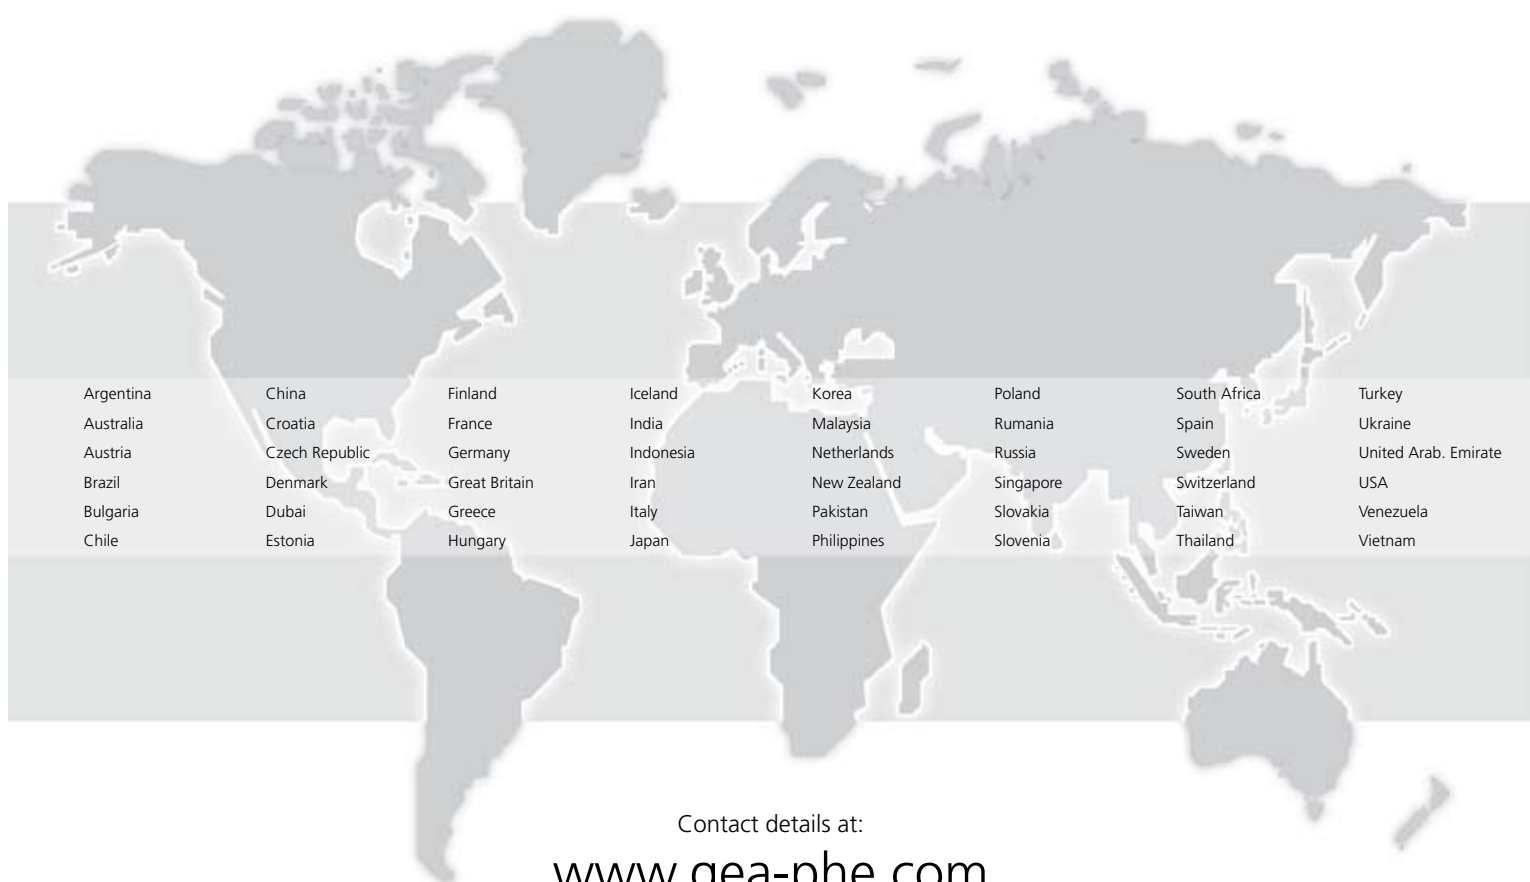 Argentina
Australia
Austria
Brazil
Bulgaria
Chile
China
Croatia
Czech Republic
Denmark
Dubai
Estonia
Finland
France
Germany
Great Britain
Greece
Hungary
Iceland
India
Indonesia
Iran
Italy
Japan
Korea
Malaysia
Netherlands
New Zealand
Pakistan
Philippines
Poland
Rumania
Russia
Singapore
Slovakia
Slovenia
South Africa
Spain
Sweden
Switzerland
Taiwan
Thailand
Turkey
Ukraine
United Arab. Emirate
USA
Venezuela
Vietnam
Contact details at:
www.gea-phe.com